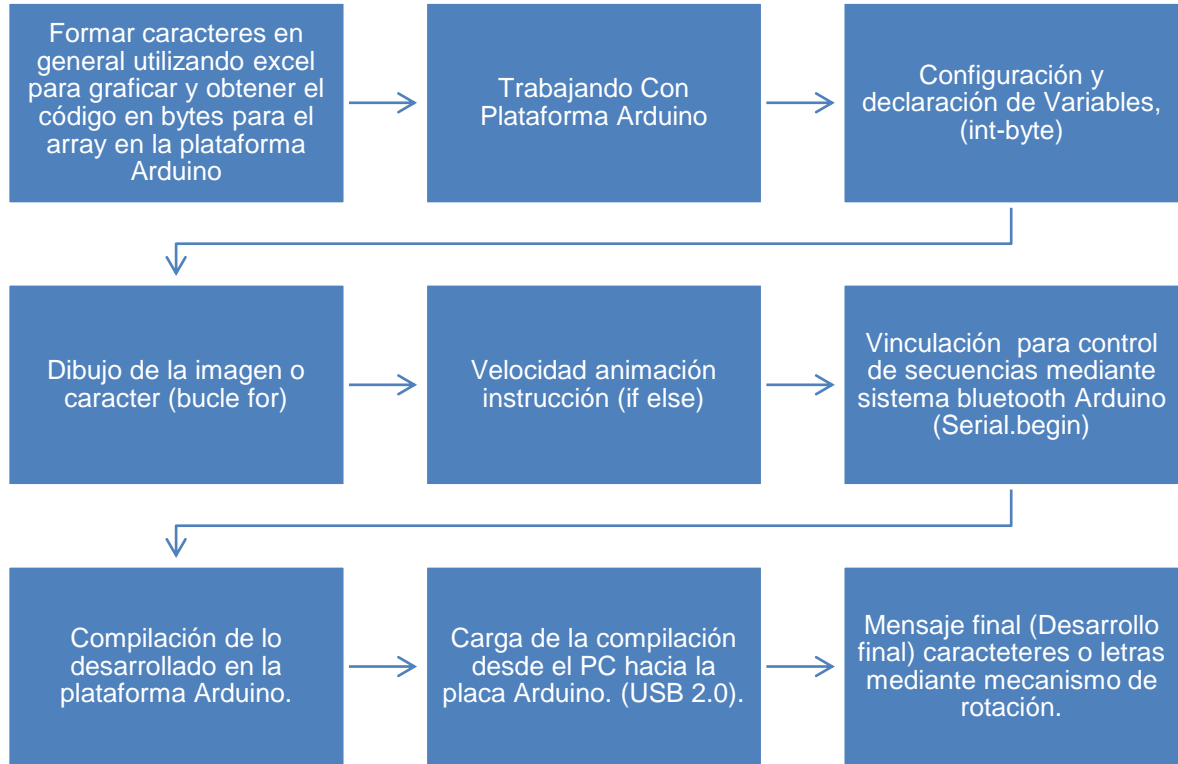 Formar caracteres en
general utilizando excel
para graficar y obtener el
código en bytes para el
array en la plataforma
Arduino
Trabajando Con
Plataforma Arduino
Configuración y
declaración de Variables,
(int-byte)
Dibujo de la imagen o
caracter (bucle for)
Velocidad animación
instrucción (if else)
Vinculación para control
de secuencias mediante
sistema bluetooth Arduino
(Serial.begin)
Compilación de lo
desarrollado en la
plataforma Arduino.
Carga de la compilación
desde el PC hacia la
placa Arduino. (USB 2.0).
Mensaje final (Desarrollo
final) caracteteres o letras
mediante mecanismo de
rotación.